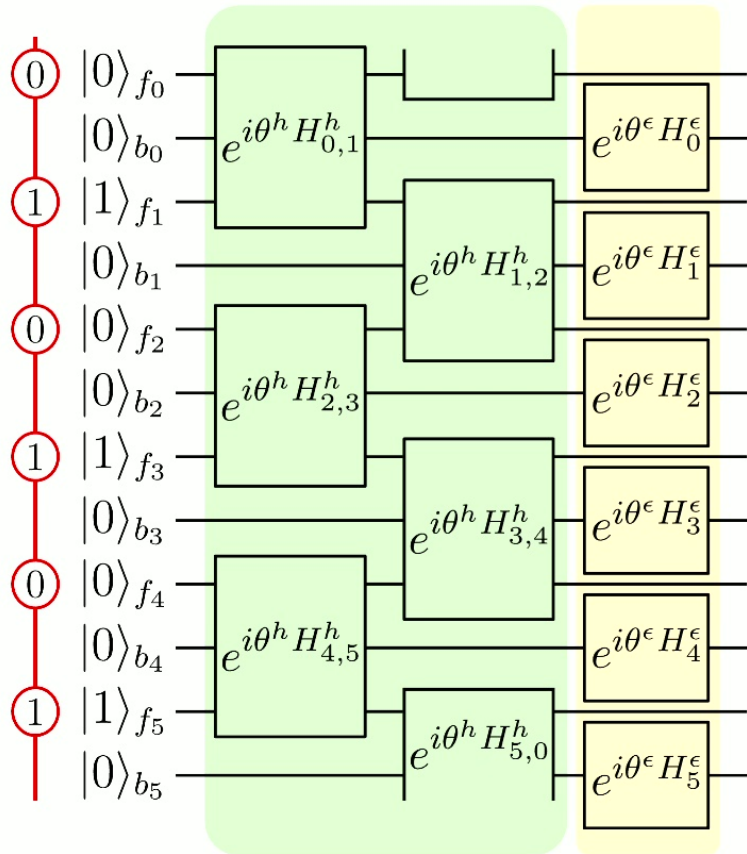 0 |0⟩_{f_0}
|0⟩_{b_0} e^{iθ^h H^h_{0,1}} e^{iθ^ϵ H^ϵ_0}
1 |1⟩_{f_1}
|0⟩_{b_1} e^{iθ^h H^h_{1,2}} e^{iθ^ϵ H^ϵ_1}
0 |0⟩_{f_2}
|0⟩_{b_2} e^{iθ^h H^h_{2,3}} e^{iθ^ϵ H^ϵ_2}
1 |1⟩_{f_3}
|0⟩_{b_3} e^{iθ^h H^h_{3,4}} e^{iθ^ϵ H^ϵ_3}
0 |0⟩_{f_4}
|0⟩_{b_4} e^{iθ^h H^h_{4,5}} e^{iθ^ϵ H^ϵ_4}
1 |1⟩_{f_5}
|0⟩_{b_5} e^{iθ^h H^h_{5,0}} e^{iθ^ϵ H^ϵ_5}